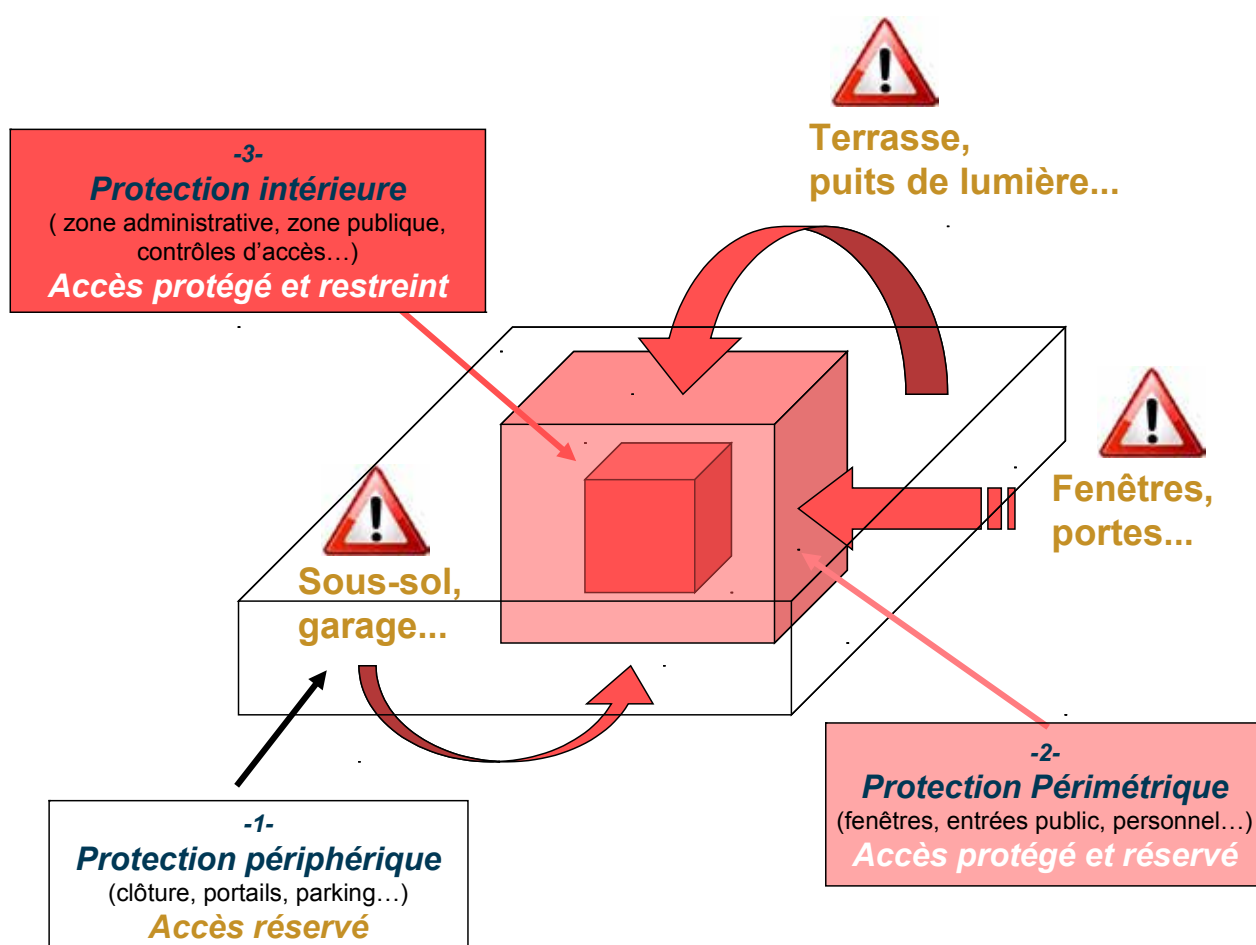 Terrasse,
puits de lumière...
-3-
Protection intérieure
( zone administrative, zone publique,
contrôles d'accès…)
Accès protégé et restreint
Fenêtres,
portes...
Sous-sol,
garage...
-2-
Protection Périmétrique
(fenêtres, entrées public, personnel…)
Accès protégé et réservé
-1-
Protection périphérique
(clôture, portails, parking…)
Accès réservé